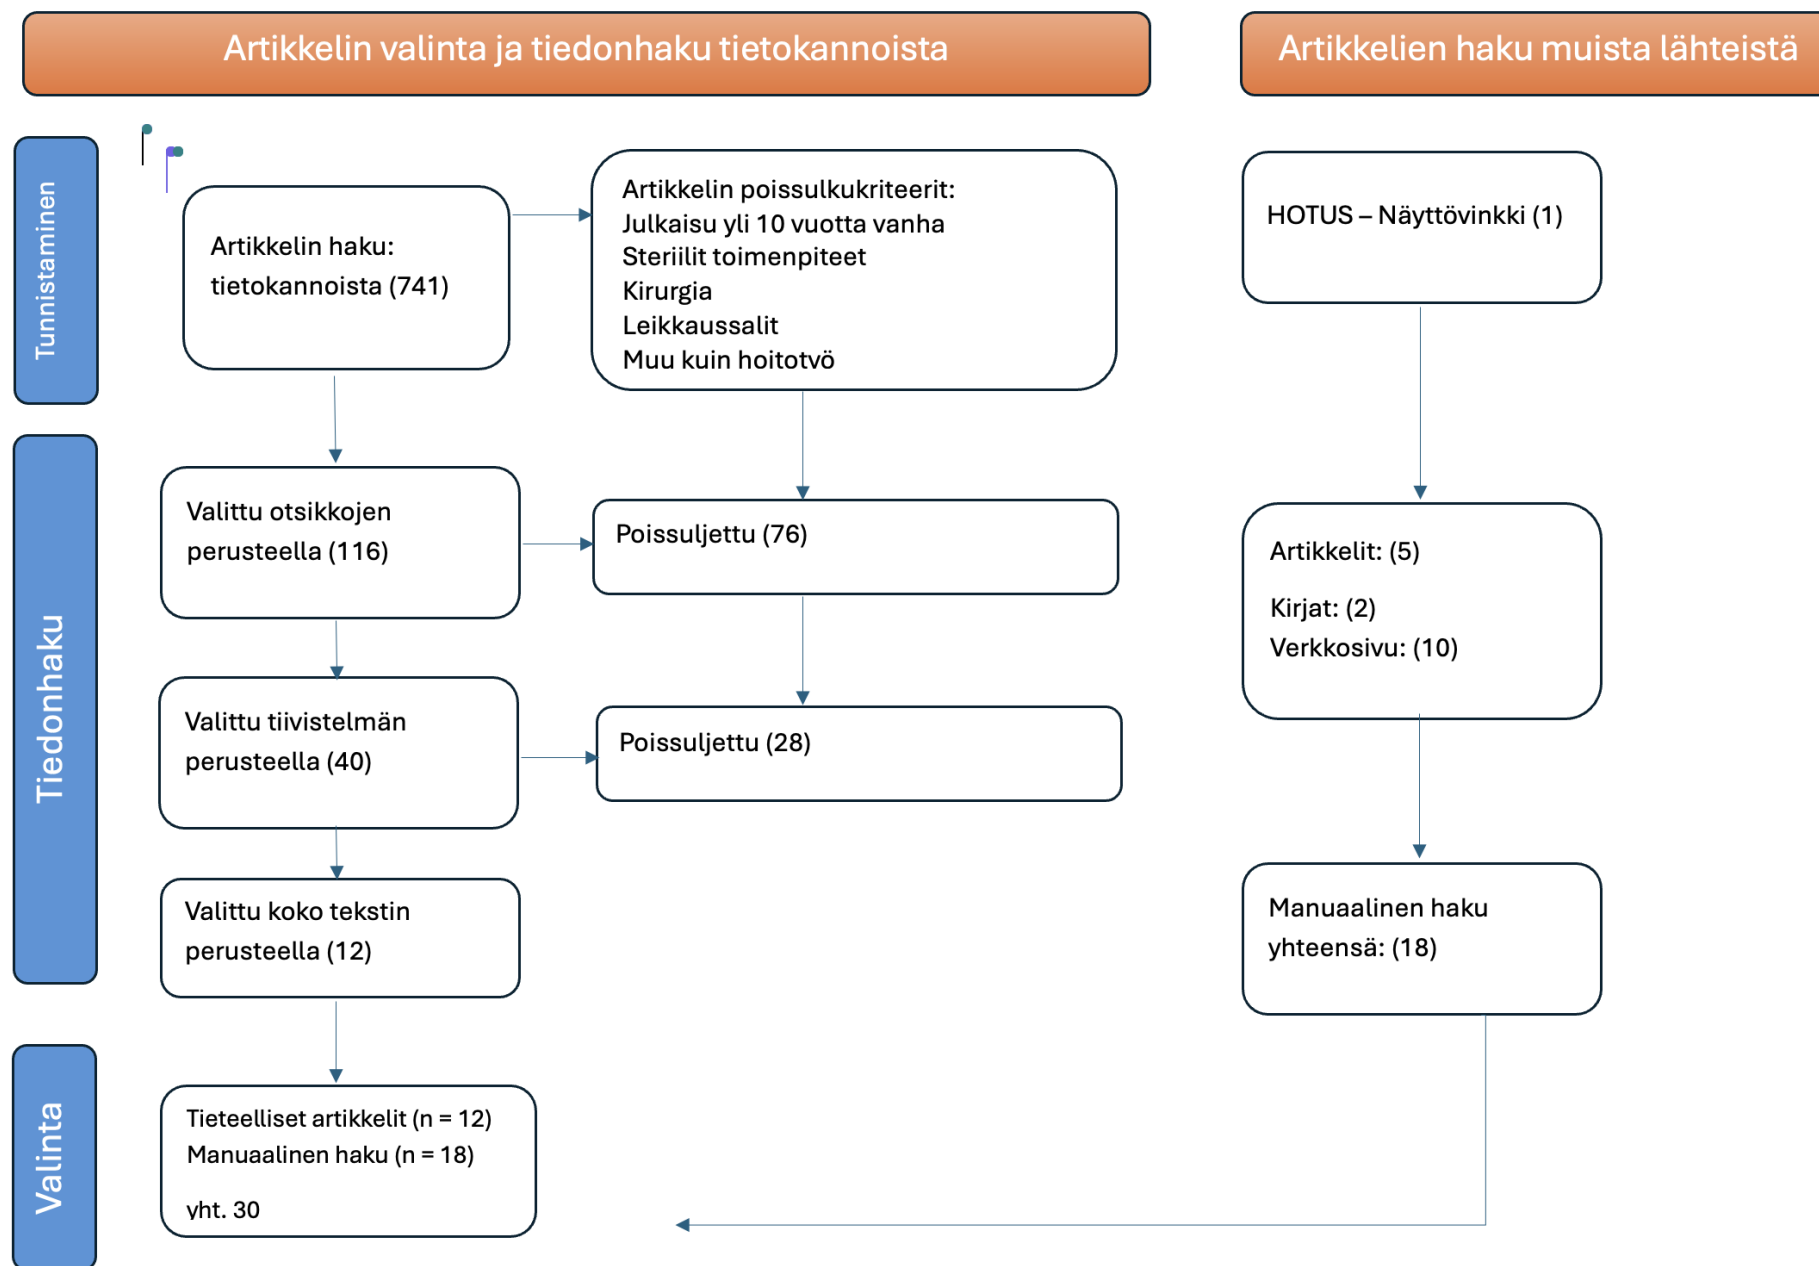 Artikkelin valinta ja tiedonhaku tietokannoista
Artikkelien haku muista lähteistä
Tunnistaminen
Artikkelin haku:
tietokannoista (741)
Artikkelin poissulkukriteerit:
Julkaisu yli 10 vuotta vanha
Steriilit toimenpiteet
Kirurgia
Leikkaussalit
Muu kuin hoitotyö
HOTUS – Näyttövinkki (1)
Tiedonhaku
Valittu otsikkojen
perusteella (116)
Poissuljettu (76)
Valittu tiivistelmän
perusteella (40)
Poissuljettu (28)
Valittu koko tekstin
perusteella (12)
Artikkelit: (5)
Kirjat: (2)
Verkkosivu: (10)
Manuaalinen haku
yhteensä: (18)
Valinta
Tieteelliset artikkelit (n = 12)
Manuaalinen haku (n = 18)
yht. 30